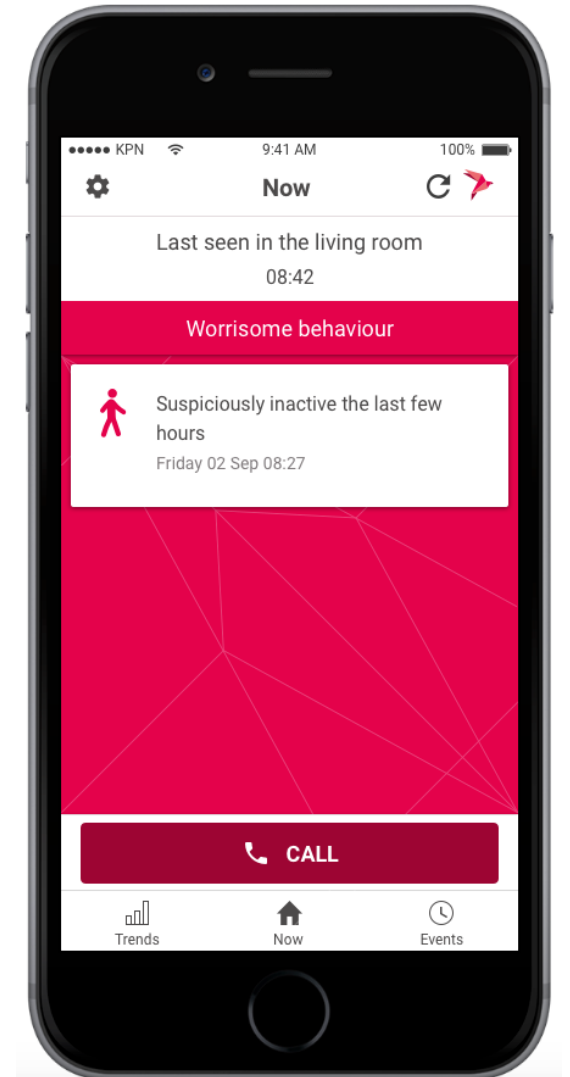 KPN 9:41 AM 100%
Now
Last seen in the living room
08:42
Worrisome behaviour
Suspiciously inactive the last few
hours
Friday 02 Sep 08:27
CALL
Trends Now Events